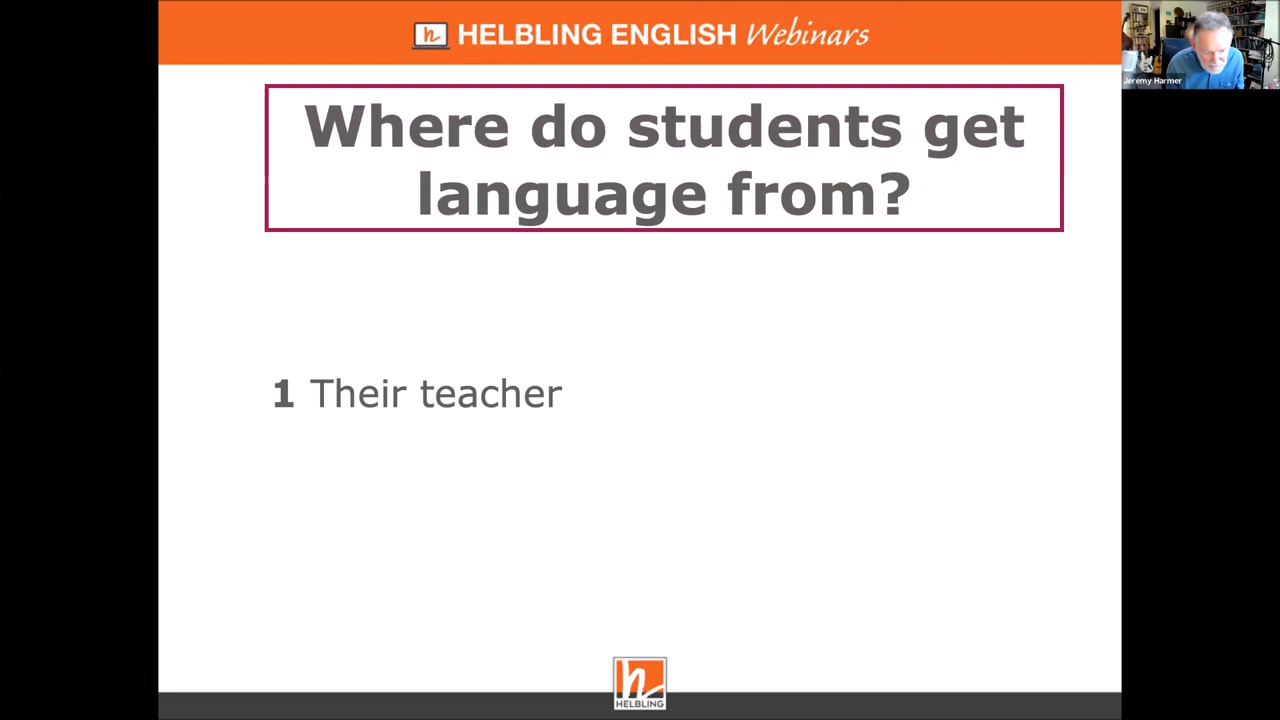 h HELBLING ENGLISH Webinars
Jeremy Harmer
Where do students get
language from?
1 Their teacher
h
HELBLING